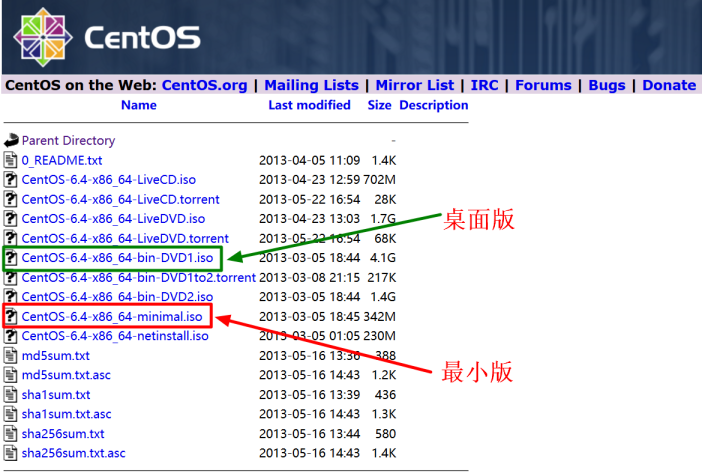 CentOS
CentOS on the Web: CentOS.org | Mailing Lists | Mirror List | IRC | Forums | Bugs | Donate
Name Last modified Size Description
Parent Directory -
0_README.txt 2013-04-05 11:09 1.4K
CentOS-6.4-x86_64-LiveCD.iso 2013-04-23 12:59 702M
CentOS-6.4-x86_64-LiveCD.torrent 2013-05-22 16:54 28K
CentOS-6.4-x86_64-LiveDVD.iso 2013-04-23 13:03 1.7G
CentOS-6.4-x86_64-LiveDVD.torrent 2013-05-22 16:54 68K
桌面版
CentOS-6.4-x86_64-bin-DVD1.iso 2013-03-05 18:44 4.1G
CentOS-6.4-x86_64-bin-DVD1to2.torrent 2013-03-08 21:15 217K
CentOS-6.4-x86_64-bin-DVD2.iso 2013-03-05 18:44 1.4G
CentOS-6.4-x86_64-minimal.iso 2013-03-05 18:45 342M
CentOS-6.4-x86_64-netinstall.iso 2013-03-05 01:05 230M
md5sum.txt 2013-05-16 13:36 388
md5sum.txt.asc 2013-05-16 14:43 1.2K
最小版
sha1sum.txt 2013-05-16 13:39 436
sha1sum.txt.asc 2013-05-16 14:43 1.3K
sha256sum.txt 2013-05-16 13:44 580
sha256sum.txt.asc 2013-05-16 14:43 1.4K